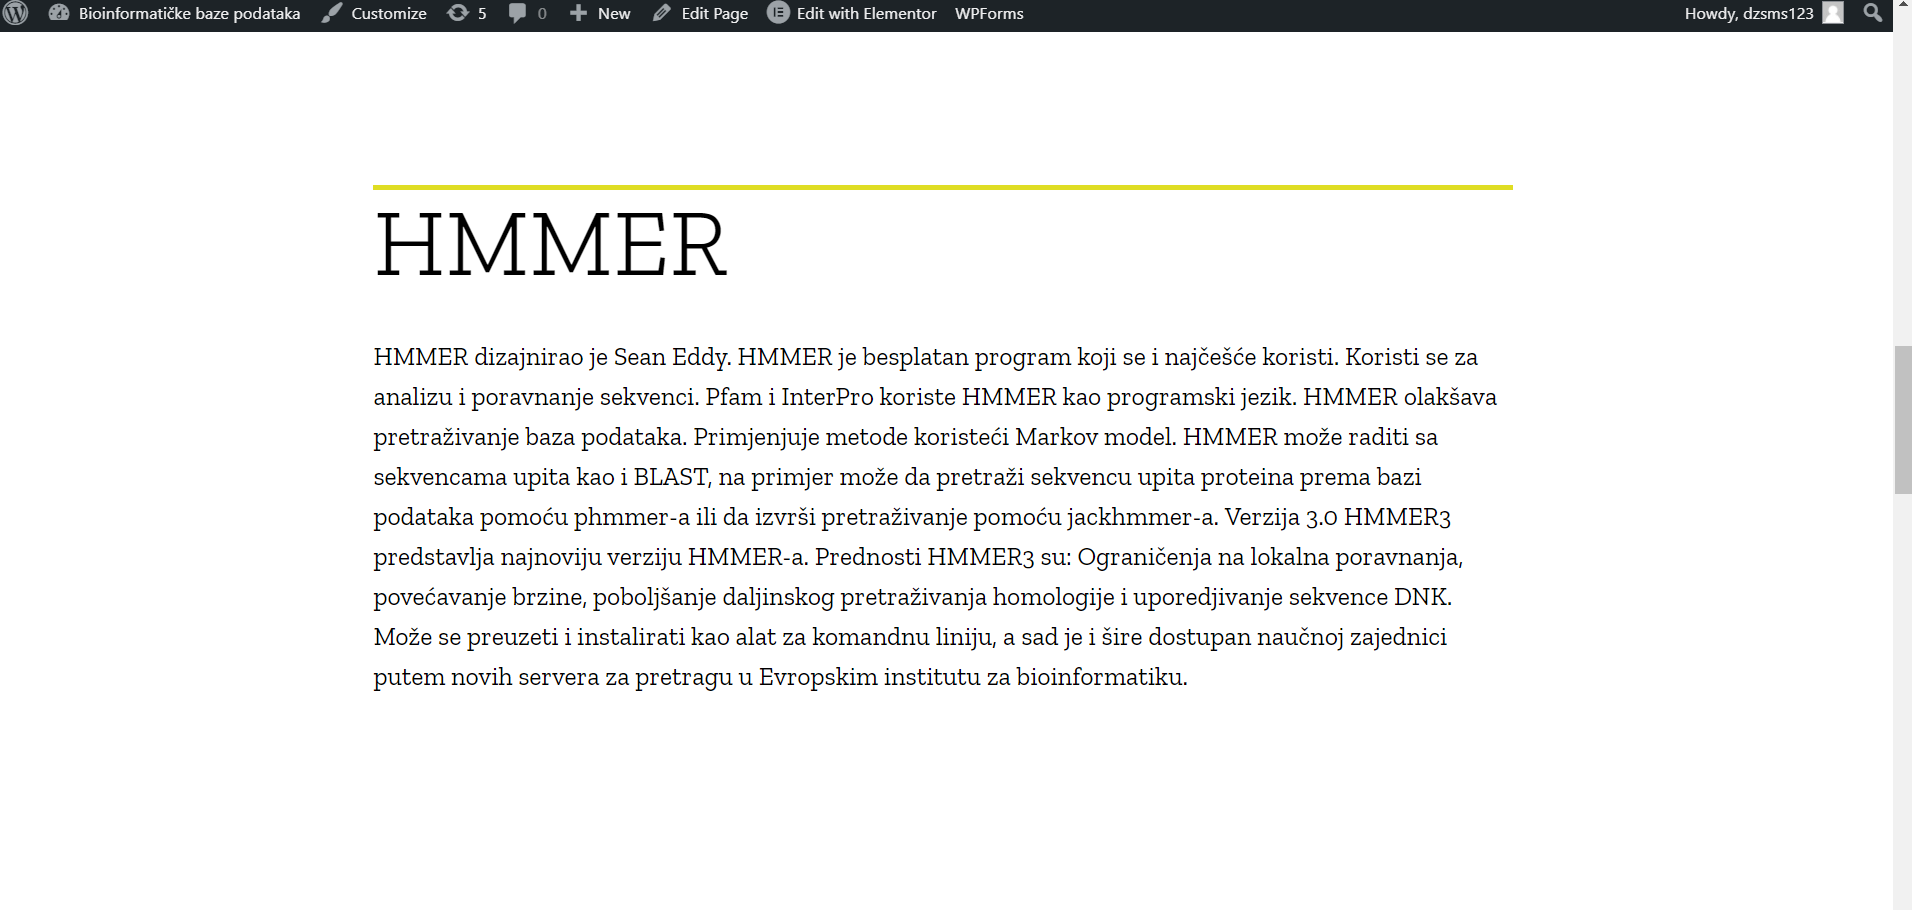 Bioinformatičke baze podataka Customize 5 0 New Edit Page Edit with Elementor WPForms Howdy, dzsms123
HMMER
HMMER dizajnirao je Sean Eddy. HMMER je besplatan program koji se i najčešće koristi. Koristi se za
analizu i poravnanje sekvenci. Pfam i InterPro koriste HMMER kao programski jezik. HMMER olakšava
pretraživanje baza podataka. Primjenjuje metode koristeći Markov model. HMMER može raditi sa
sekvencama upita kao i BLAST, na primjer može da pretraži sekvencu upita proteina prema bazi
podataka pomoću phmmer-a ili da izvrši pretraživanje pomoću jackhmmer-a. Verzija 3.0 HMMER3
predstavlja najnoviju verziju HMMER-a. Prednosti HMMER3 su: Ograničenja na lokalna poravnanja,
povećavanje brzine, poboljšanje daljinskog pretraživanja homologije i uporedjivanje sekvence DNK.
Može se preuzeti i instalirati kao alat za komandnu liniju, a sad je i šire dostupan naučnoj zajednici
putem novih servera za pretragu u Evropskim institutu za bioinformatiku.